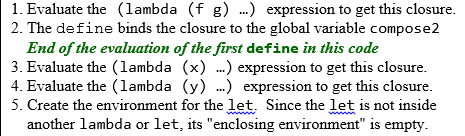 1. Evaluate the (lambda (f g) …) expression to get this closure.
2. The define binds the closure to the global variable compose2
End of the evaluation of the first define in this code
3. Evaluate the (lambda (x) …) expression to get this closure.
4. Evaluate the (lambda (y) …) expression to get this closure.
5. Create the environment for the let. Since the let is not inside
another lambda or let, its "enclosing environment" is empty.